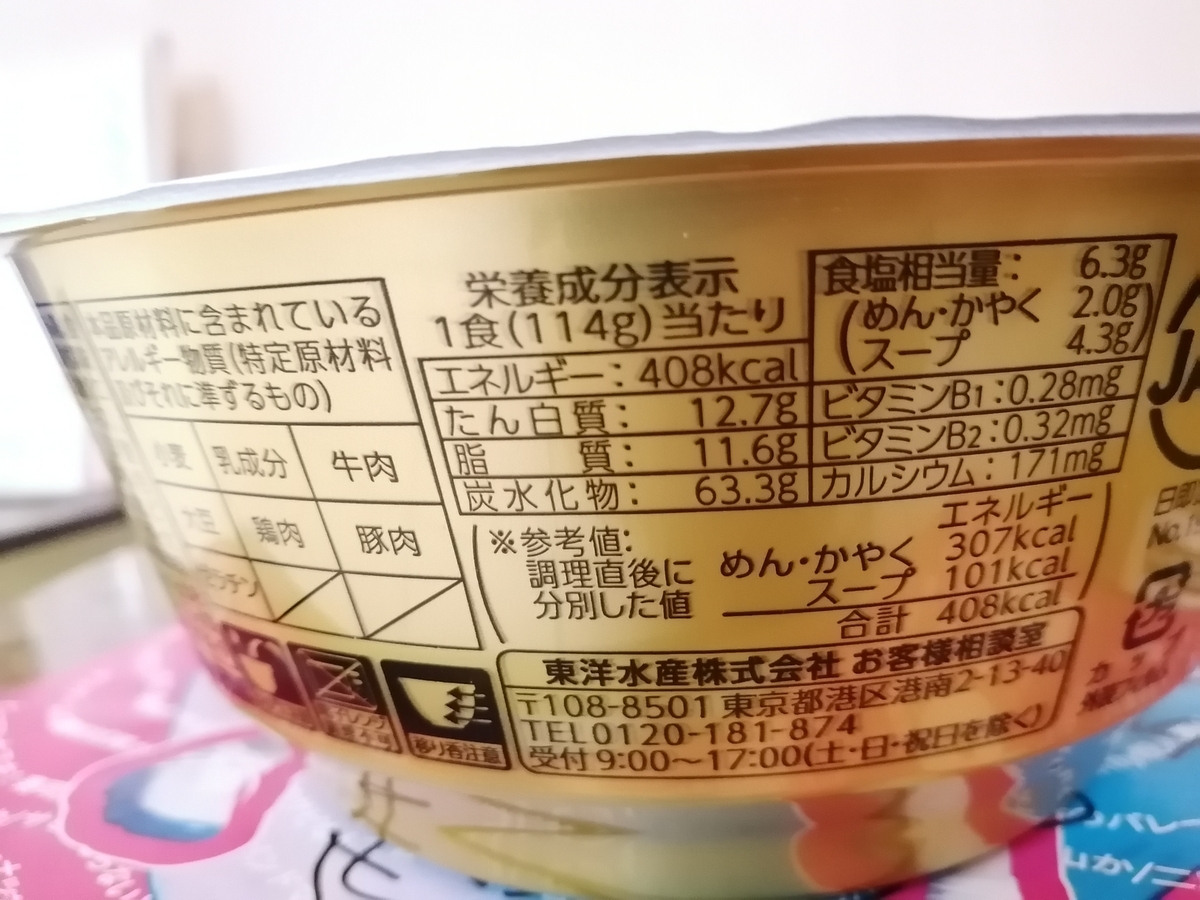 本品原材料に含まれている
アレルギー物質(特定原材料
及びそれに準ずるもの)
小麦 乳成分 牛肉
大豆 鶏肉 豚肉
ゼラチン
栄養成分表示
1食(114g)当たり
エネルギー:408kcal
たん白質: 12.7g
脂 質: 11.6g
炭水化物: 63.3g
食塩相当量: 6.3g
(めん・かやく 2.0g
スープ 4.3g)
ビタミンB1:0.28mg
ビタミンB2:0.32mg
カルシウム:171mg
※参考値:
調理直後に
分別した値
エネルギー
めん・かやく 307kcal
スープ 101kcal
合計 408kcal
東洋水産株式会社 お客様相談室
〒108-8501 東京都港区港南2-13-40
TEL0120-181-874
受付 9:00〜17:00(土・日・祝日を除く)
移り香注意